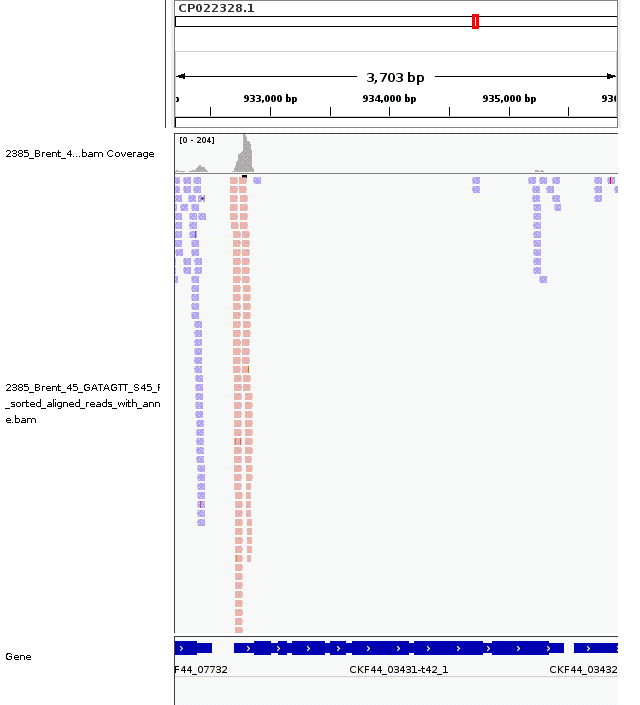 CP022328.1
3,703 bp
933,000 bp 934,000 bp 935,000 bp 930
[0 - 204]
2385_Brent_4...bam Coverage
2385_Brent_45_GATAGTT_S45_F
_sorted_aligned_reads_with_ann
e.bam
Gene
F44_07732 CKF44_03431-t42_1 CKF44_03432